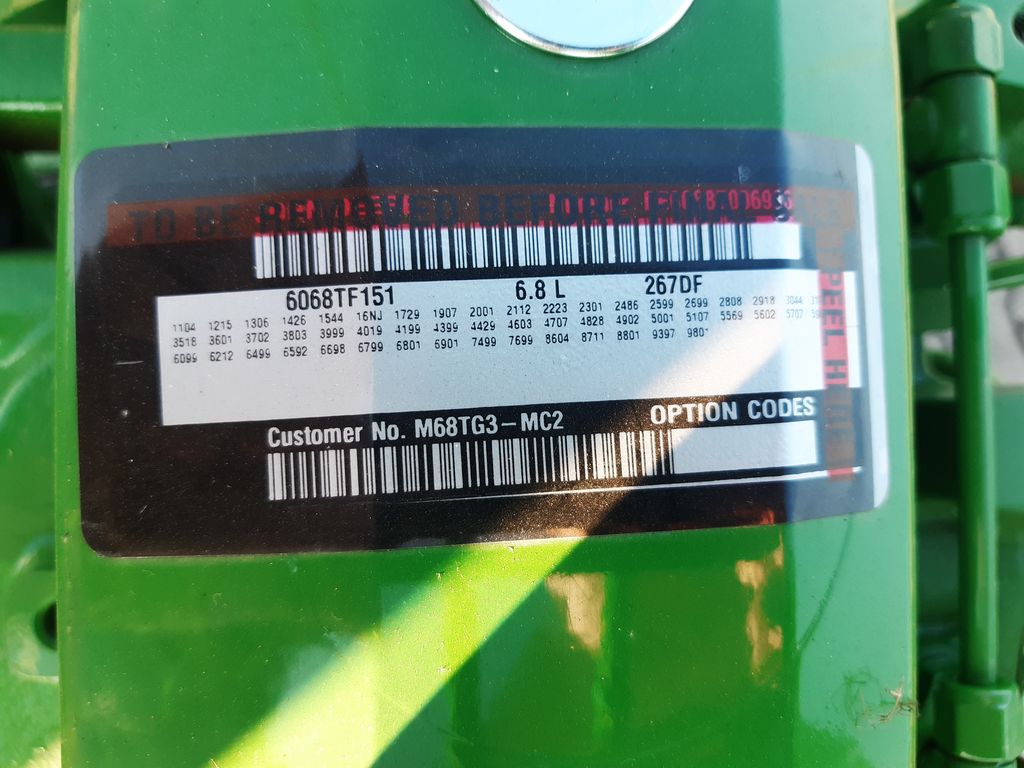 TO BE REMOVED BEFORE
6068TF151 6.8 L 267DF
1104 1215 1306 1426 1544 16NJ 1729 1907 2001 2112 2223 2301 2486 2599 2699 2808 2918 3044
3518 3601 3702 3803 3999 4019 4199 4399 4429 4603 4707 4828 4902 5001 5107 5569 5602 5707
6099 6212 6499 6592 6698 6799 6801 6901 7499 7699 8604 8711 8801 9397 9801
PEEL
Customer No. M68TG3-MC2 OPTION CODES